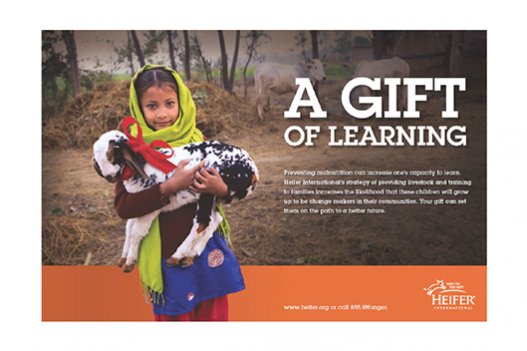 A GIFT
OF LEARNING
Preventing malnutrition can increase one's capacity to learn.
Heifer International's strategy of providing livestock and training
to families increases the likelihood that these children will grow
up to be change makers in their communities. Your gift can set
them on the path to a better future.
HEIFER
INTERNATIONAL
www.heifer.org or call